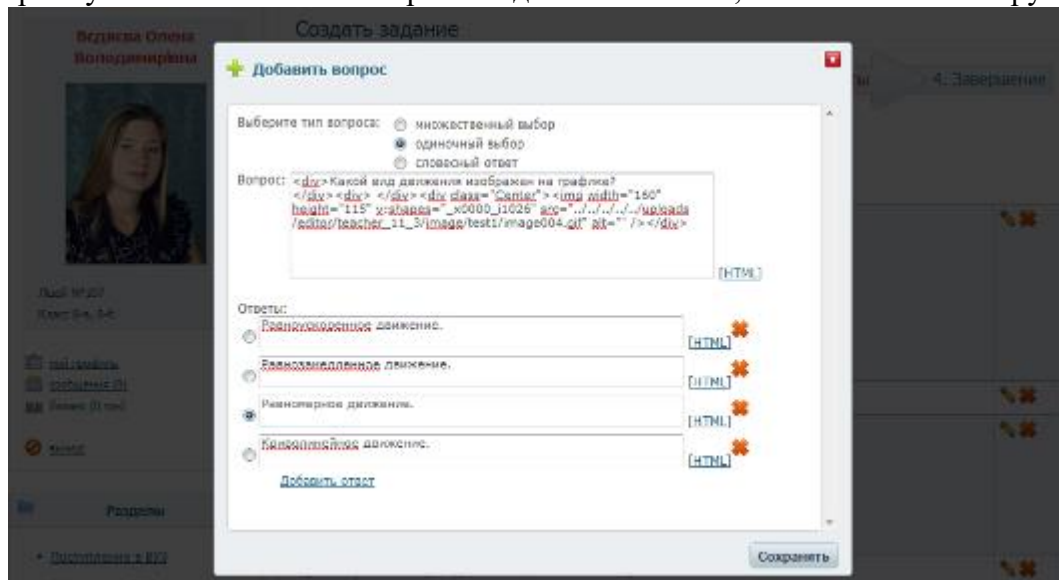 Создать задание
Володимирівна
4: Завершение
Добавить вопрос
Выберите тип вопроса:
множественный выбор
одиночный выбор
словесный ответ
Вопрос:
<div>Какой вид движения изображен на графике?
</div><div> </div><div class="Center"><img width="160"
height="115" v:shapes="_x0000_i1026" src="../../../../../uploads
/editor/teacher_11_3/image/test1/image004.gif" alt="" /></div>
[HTML]
Ответы:
Равноускоренное движение.
[HTML]
Равнозамедленное движение.
[HTML]
Равномерное движение.
[HTML]
Криволинейное движение.
[HTML]
Добавить ответ
Сохранить
Разделы
Поступление в ВУЗ